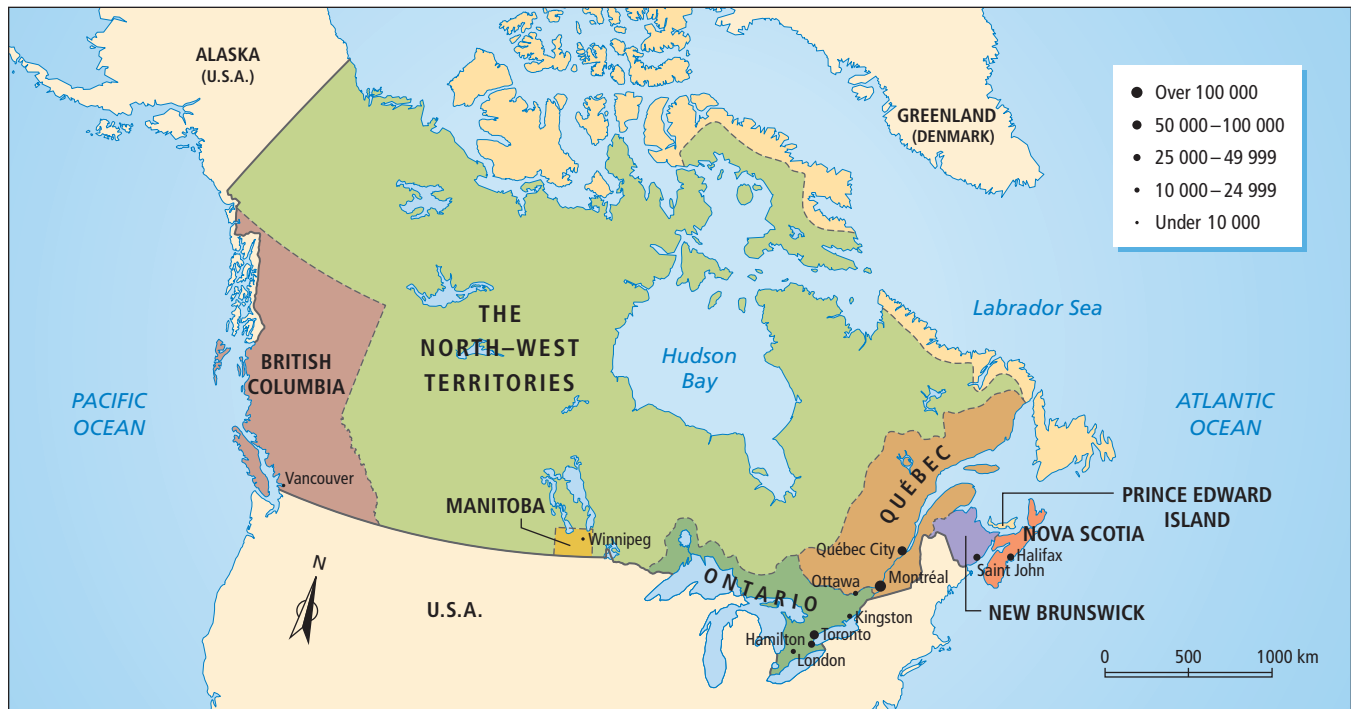 ALASKA
(U.S.A.)
GREENLAND
(DENMARK)
Over 100 000
50 000–100 000
25 000–49 999
10 000–24 999
Under 10 000
Labrador Sea
THE
NORTH–WEST
TERRITORIES
Hudson
Bay
BRITISH
COLUMBIA
PACIFIC
OCEAN
ATLANTIC
OCEAN
Vancouver
MANITOBA
Winnipeg
QUÉBEC
PRINCE EDWARD
ISLAND
NOVA SCOTIA
Québec City
Halifax
Saint John
Montréal
Ottawa
ONTARIO
NEW BRUNSWICK
Kingston
Toronto
Hamilton
London
N
U.S.A.
0 500 1000 km